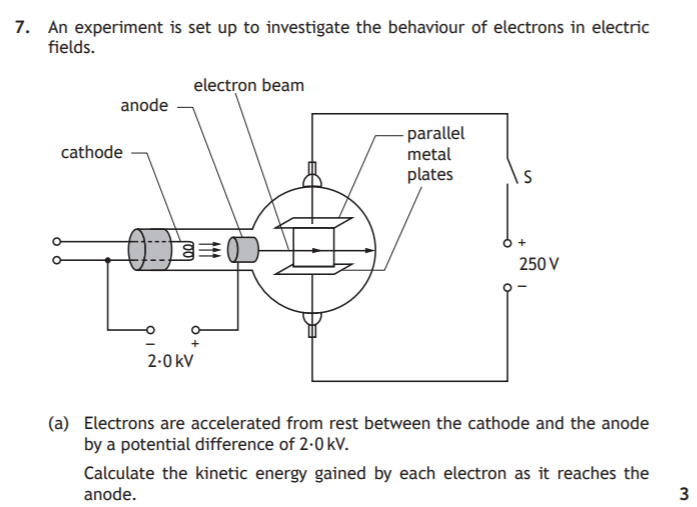 7. An experiment is set up to investigate the behaviour of electrons in electric
fields.
electron beam
anode
cathode
parallel
metal
plates
S
+
250 V
–
– +
2·0 kV
(a) Electrons are accelerated from rest between the cathode and the anode
by a potential difference of 2·0 kV.
Calculate the kinetic energy gained by each electron as it reaches the
anode. 3